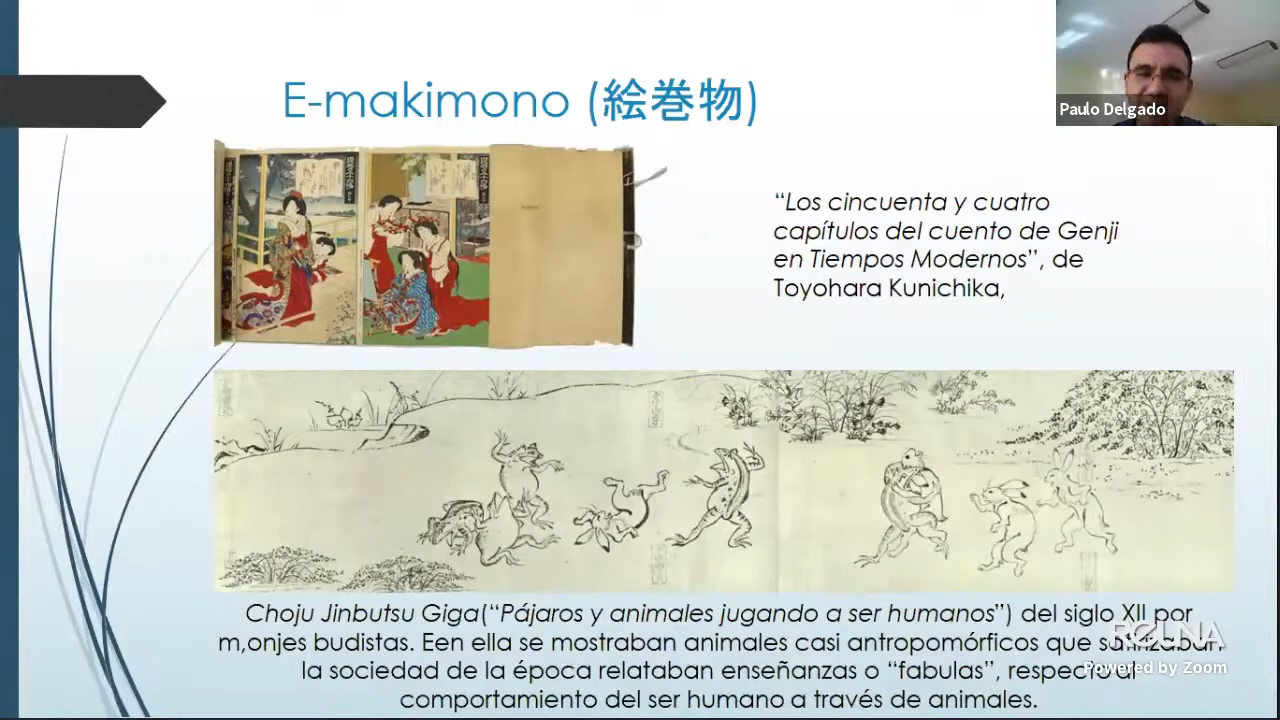 E-makimono (絵巻物)
Paulo Delgado
“Los cincuenta y cuatro
capítulos del cuento de Genji
en Tiempos Modernos”, de
Toyohara Kunichika,
Choju Jinbutsu Giga(“Pájaros y animales jugando a ser humanos”) del siglo XII por
m,onjes budistas. Een ella se mostraban animales casi antropomórficos que satirizaban
la sociedad de la época relataban enseñanzas o “fabulas”, respecto al
comportamiento del ser humano a través de animales.
Powered by Zoom